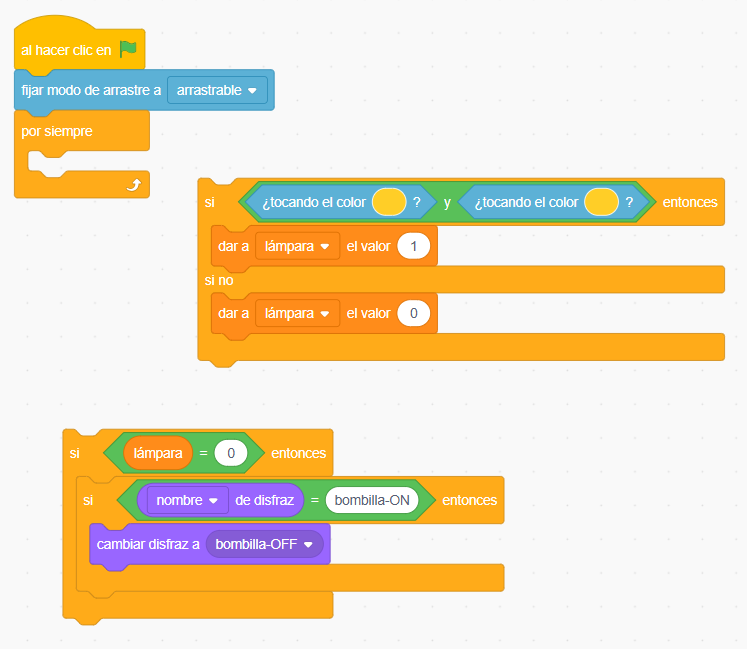 al hacer clic en
fijar modo de arrastre a arrastrable
por siempre
si ¿tocando el color ? y ¿tocando el color ? entonces
dar a lámpara el valor 1
si no
dar a lámpara el valor 0
si lámpara = 0 entonces
si nombre de disfraz = bombilla-ON entonces
cambiar disfraz a bombilla-OFF